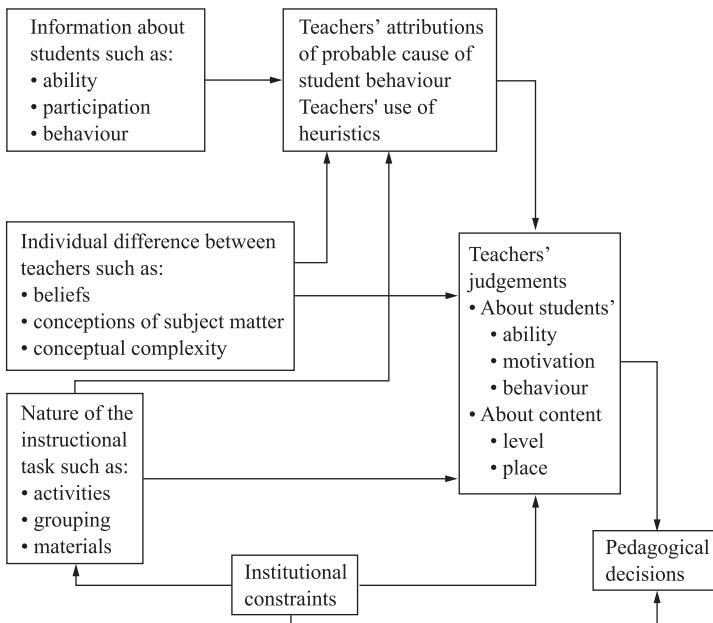 Information about
students such as:
• ability
• participation
• behaviour
Teachers’ attributions
of probable cause of
student behaviour
Teachers' use of
heuristics
Individual difference between
teachers such as:
• beliefs
• conceptions of subject matter
• conceptual complexity
Teachers’
judgements
• About students’
• ability
• motivation
• behaviour
• About content
• level
• place
Nature of the
instructional
task such as:
• activities
• grouping
• materials
Institutional
constraints
Pedagogical
decisions